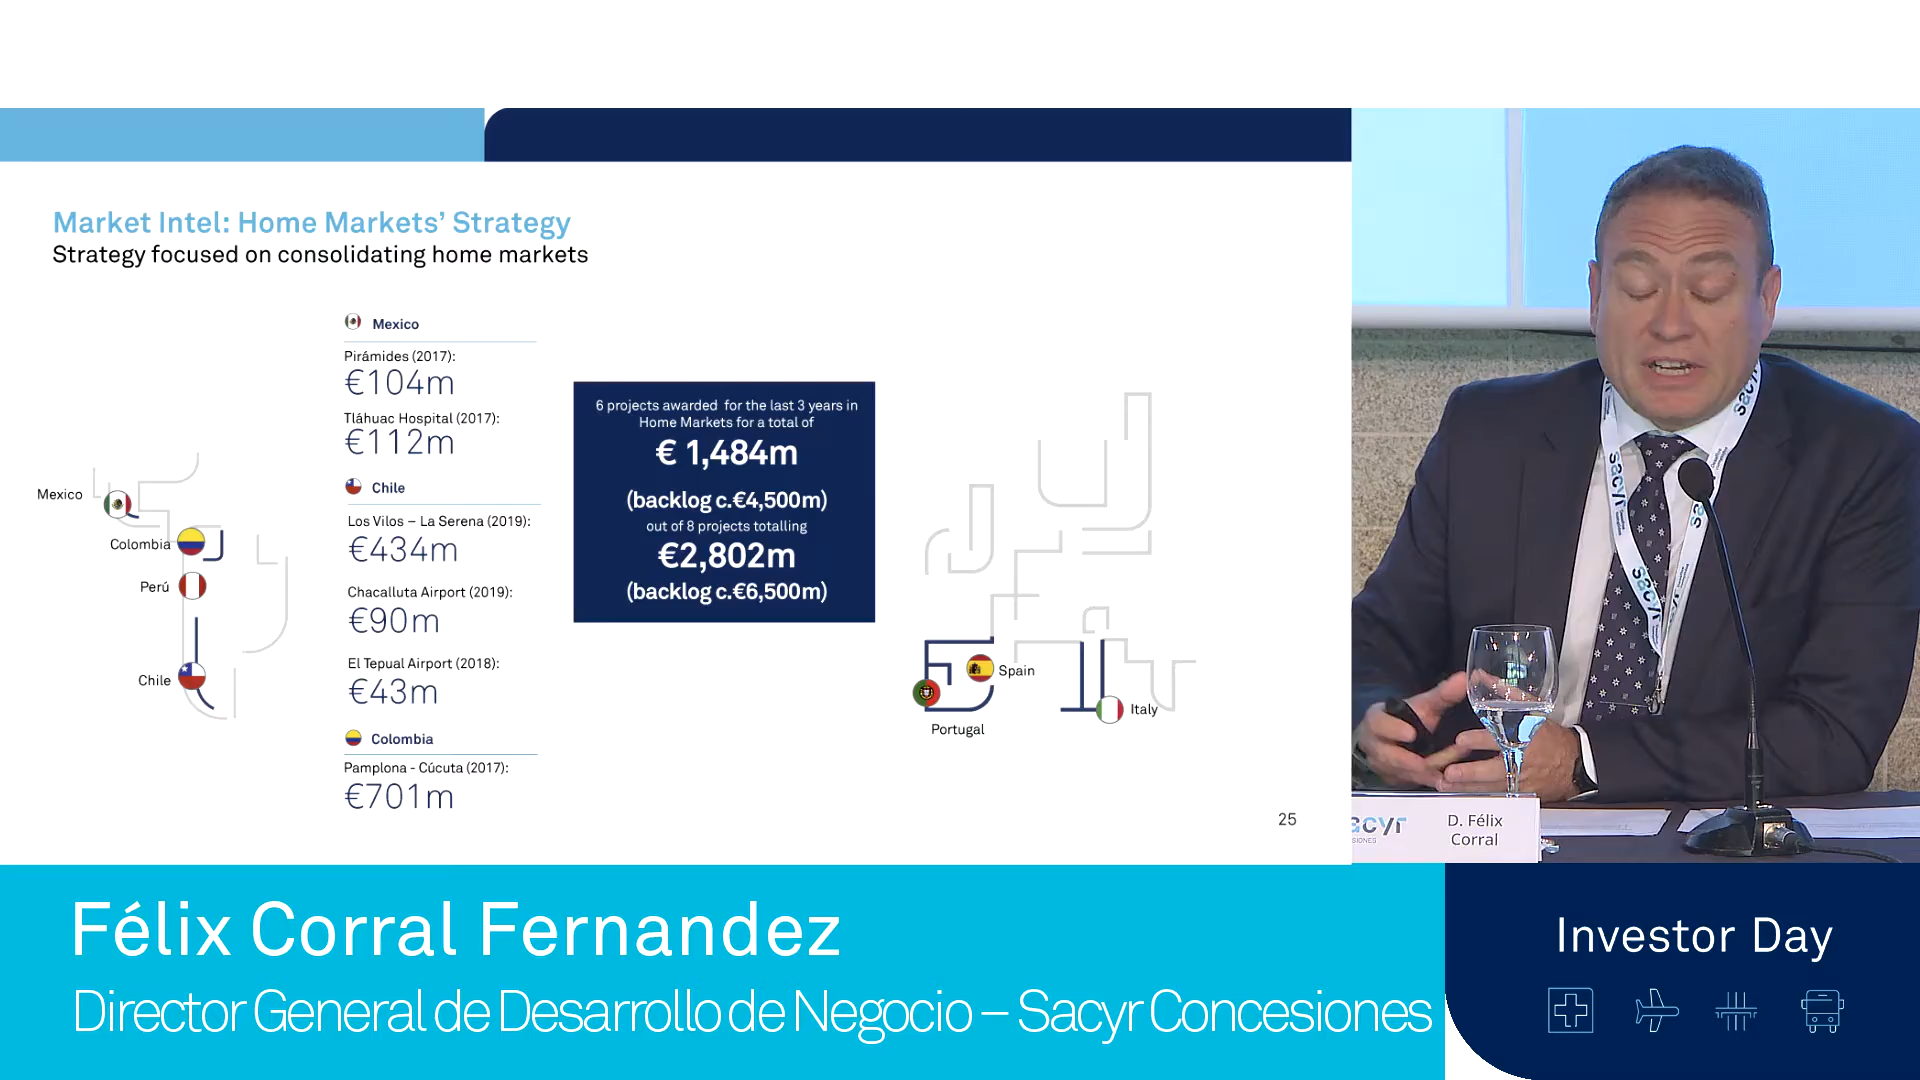 Market Intel: Home Markets’ Strategy
Strategy focused on consolidating home markets
Mexico
Colombia
Perú
Chile
Mexico
Pirámides (2017):
€104m
Tláhuac Hospital (2017):
€112m
Chile
Los Vilos – La Serena (2019):
€434m
Chacalluta Airport (2019):
€90m
El Tepual Airport (2018):
€43m
Colombia
Pamplona - Cúcuta (2017):
€701m
6 projects awarded for the last 3 years in
Home Markets for a total of
€ 1,484m
(backlog c.€4,500m)
out of 8 projects totalling
€2,802m
(backlog c.€6,500m)
Spain
Portugal
Italy
25
sacyr
sacyr
sacyr
sacyr
D. Félix
Corral
Félix Corral Fernandez
Director General de Desarrollo de Negocio – Sacyr Concesiones
Investor Day